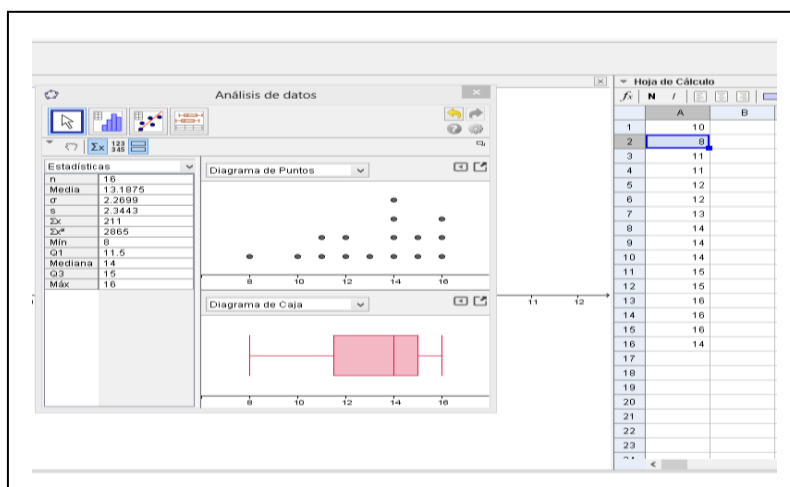 Hoja de Cálculo
Análisis de datos
fx N I
A B
Σx 123 345
Estadísticas
n 16
Media 13.1875
σ 2.2699
s 2.3443
Σx 211
Σx² 2865
Mín 8
Q1 11.5
Mediana 14
Q3 15
Máx 16
Diagrama de Puntos
8 10 12 14 16
Diagrama de Caja
8 10 12 14 16
11 12
1 10
2 8
3 11
4 11
5 12
6 12
7 13
8 14
9 14
10 14
11 15
12 15
13 16
14 16
15 16
16 14
17
18
19
20
21
22
23